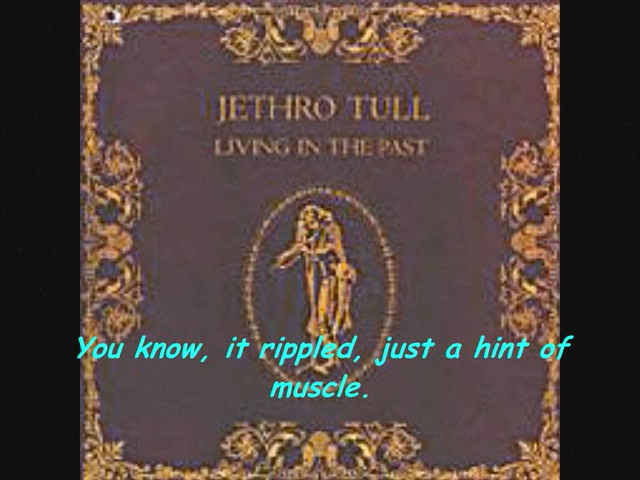 JETHRO TULL
LIVING IN THE PAST
You know, it rippled, just a hint of
muscle.